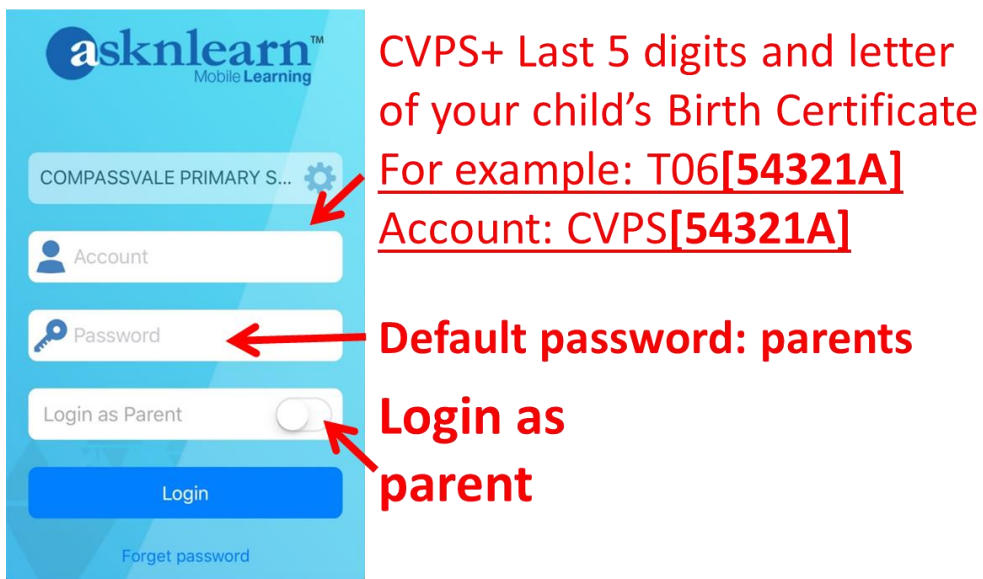 asknlearn™
Mobile Learning
COMPASSVALE PRIMARY S...
Account
Password
Login as Parent
Login
Forget password
CVPS+ Last 5 digits and letter
of your child’s Birth Certificate
For example: T06[54321A]
Account: CVPS[54321A]
Default password: parents
Login as
parent